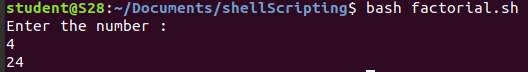 student@S28:~/Documents/shellScripting$ bash factorial.sh
Enter the number :
4
24